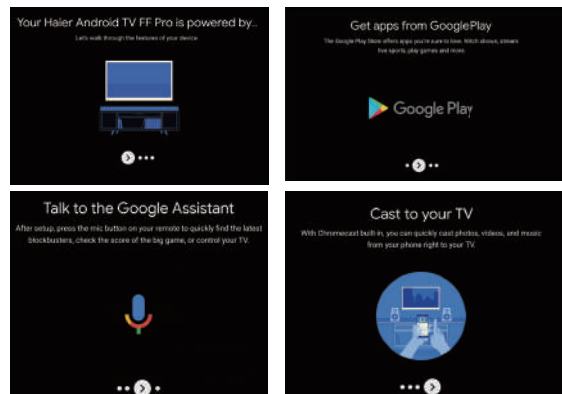 Your Haier Android TV FF Pro is powered by...
Let's walk through the features of your device
Get apps from GooglePlay
The Google Play Store offers apps you're sure to love. Witch above, stream
live sports, play games and more.
Google Play
Talk to the Google Assistant
After setup, press the mic button on your remote to quickly find the latest
blockbusters, check the score of the big game, or control your TV.
Cast to your TV
With Chromecast built-in, you can quickly cast photos, videos, and music
from your phone right to your TV.